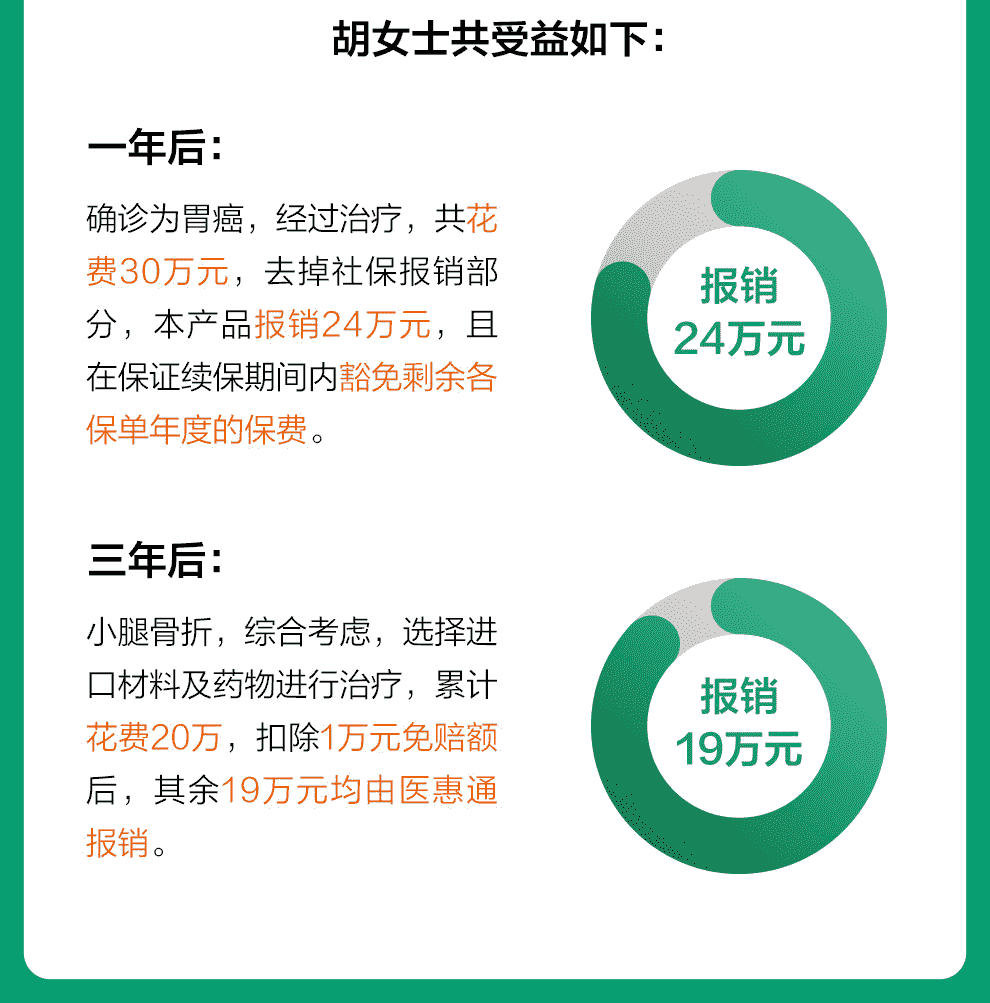 胡女士共受益如下：
一年后：
确诊为胃癌，经过治疗，共花
费30万元，去掉社保报销部
分，本产品报销24万元，且
在保证续保期间内豁免剩余各
保单年度的保费。
报销
24万元
三年后：
小腿骨折，综合考虑，选择进
口材料及药物进行治疗，累计
花费20万，扣除1万元免赔额
后，其余19万元均由医惠通
报销。
报销
19万元